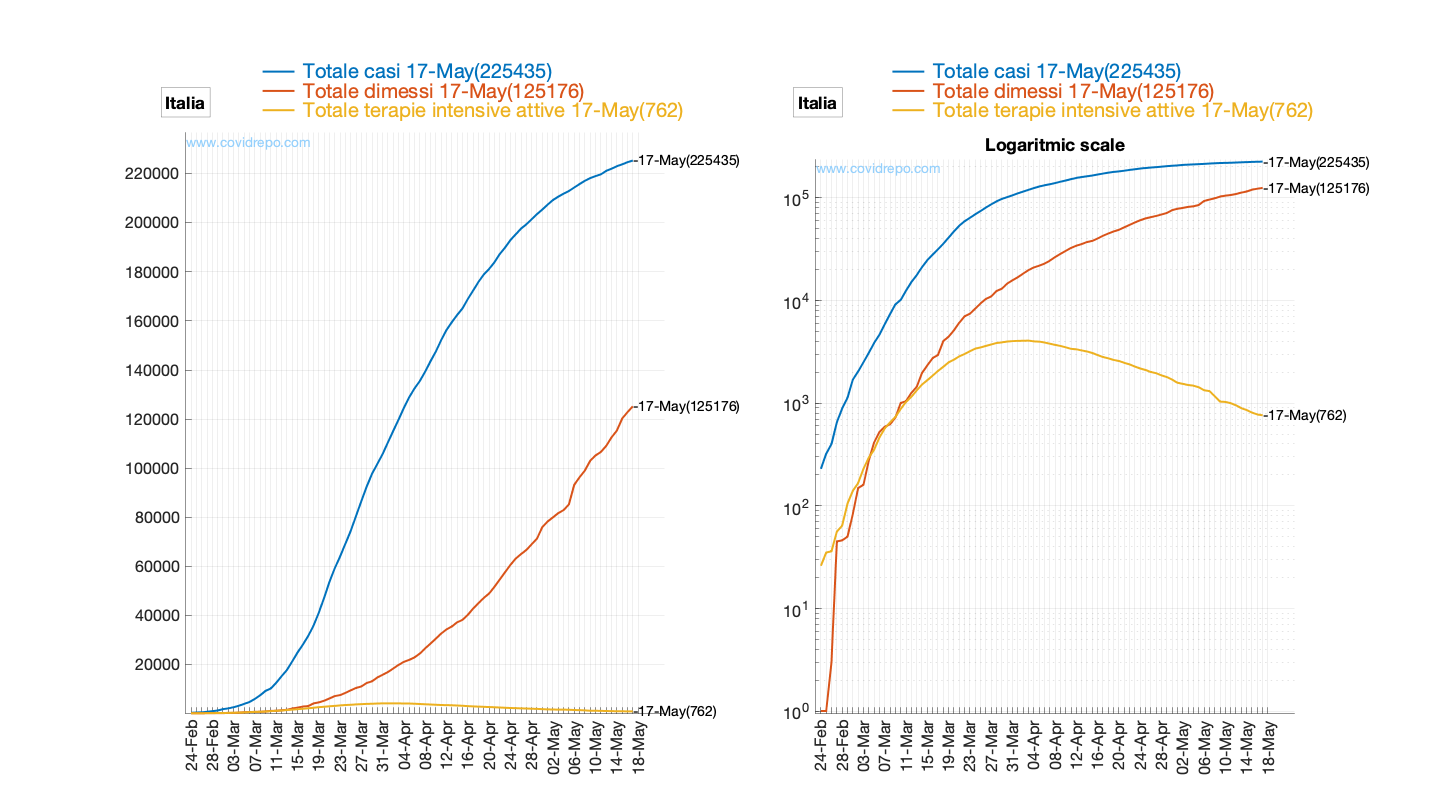 Totale casi 17-May(225435)
Totale dimessi 17-May(125176)
Totale terapie intensive attive 17-May(762)
Italia
www.covidrepo.com
220000
200000
180000
160000
140000
120000
100000
80000
60000
40000
20000
17-May(225435)
17-May(125176)
17-May(762)
24-Feb
28-Feb
03-Mar
07-Mar
11-Mar
15-Mar
19-Mar
23-Mar
27-Mar
31-Mar
04-Apr
08-Apr
12-Apr
16-Apr
20-Apr
24-Apr
28-Apr
02-May
06-May
10-May
14-May
18-May
Totale casi 17-May(225435)
Totale dimessi 17-May(125176)
Totale terapie intensive attive 17-May(762)
Italia
Logaritmic scale
www.covidrepo.com
10^5
10^4
10^3
10^2
10^1
10^0
17-May(225435)
17-May(125176)
17-May(762)
24-Feb
28-Feb
03-Mar
07-Mar
11-Mar
15-Mar
19-Mar
23-Mar
27-Mar
31-Mar
04-Apr
08-Apr
12-Apr
16-Apr
20-Apr
24-Apr
28-Apr
02-May
06-May
10-May
14-May
18-May